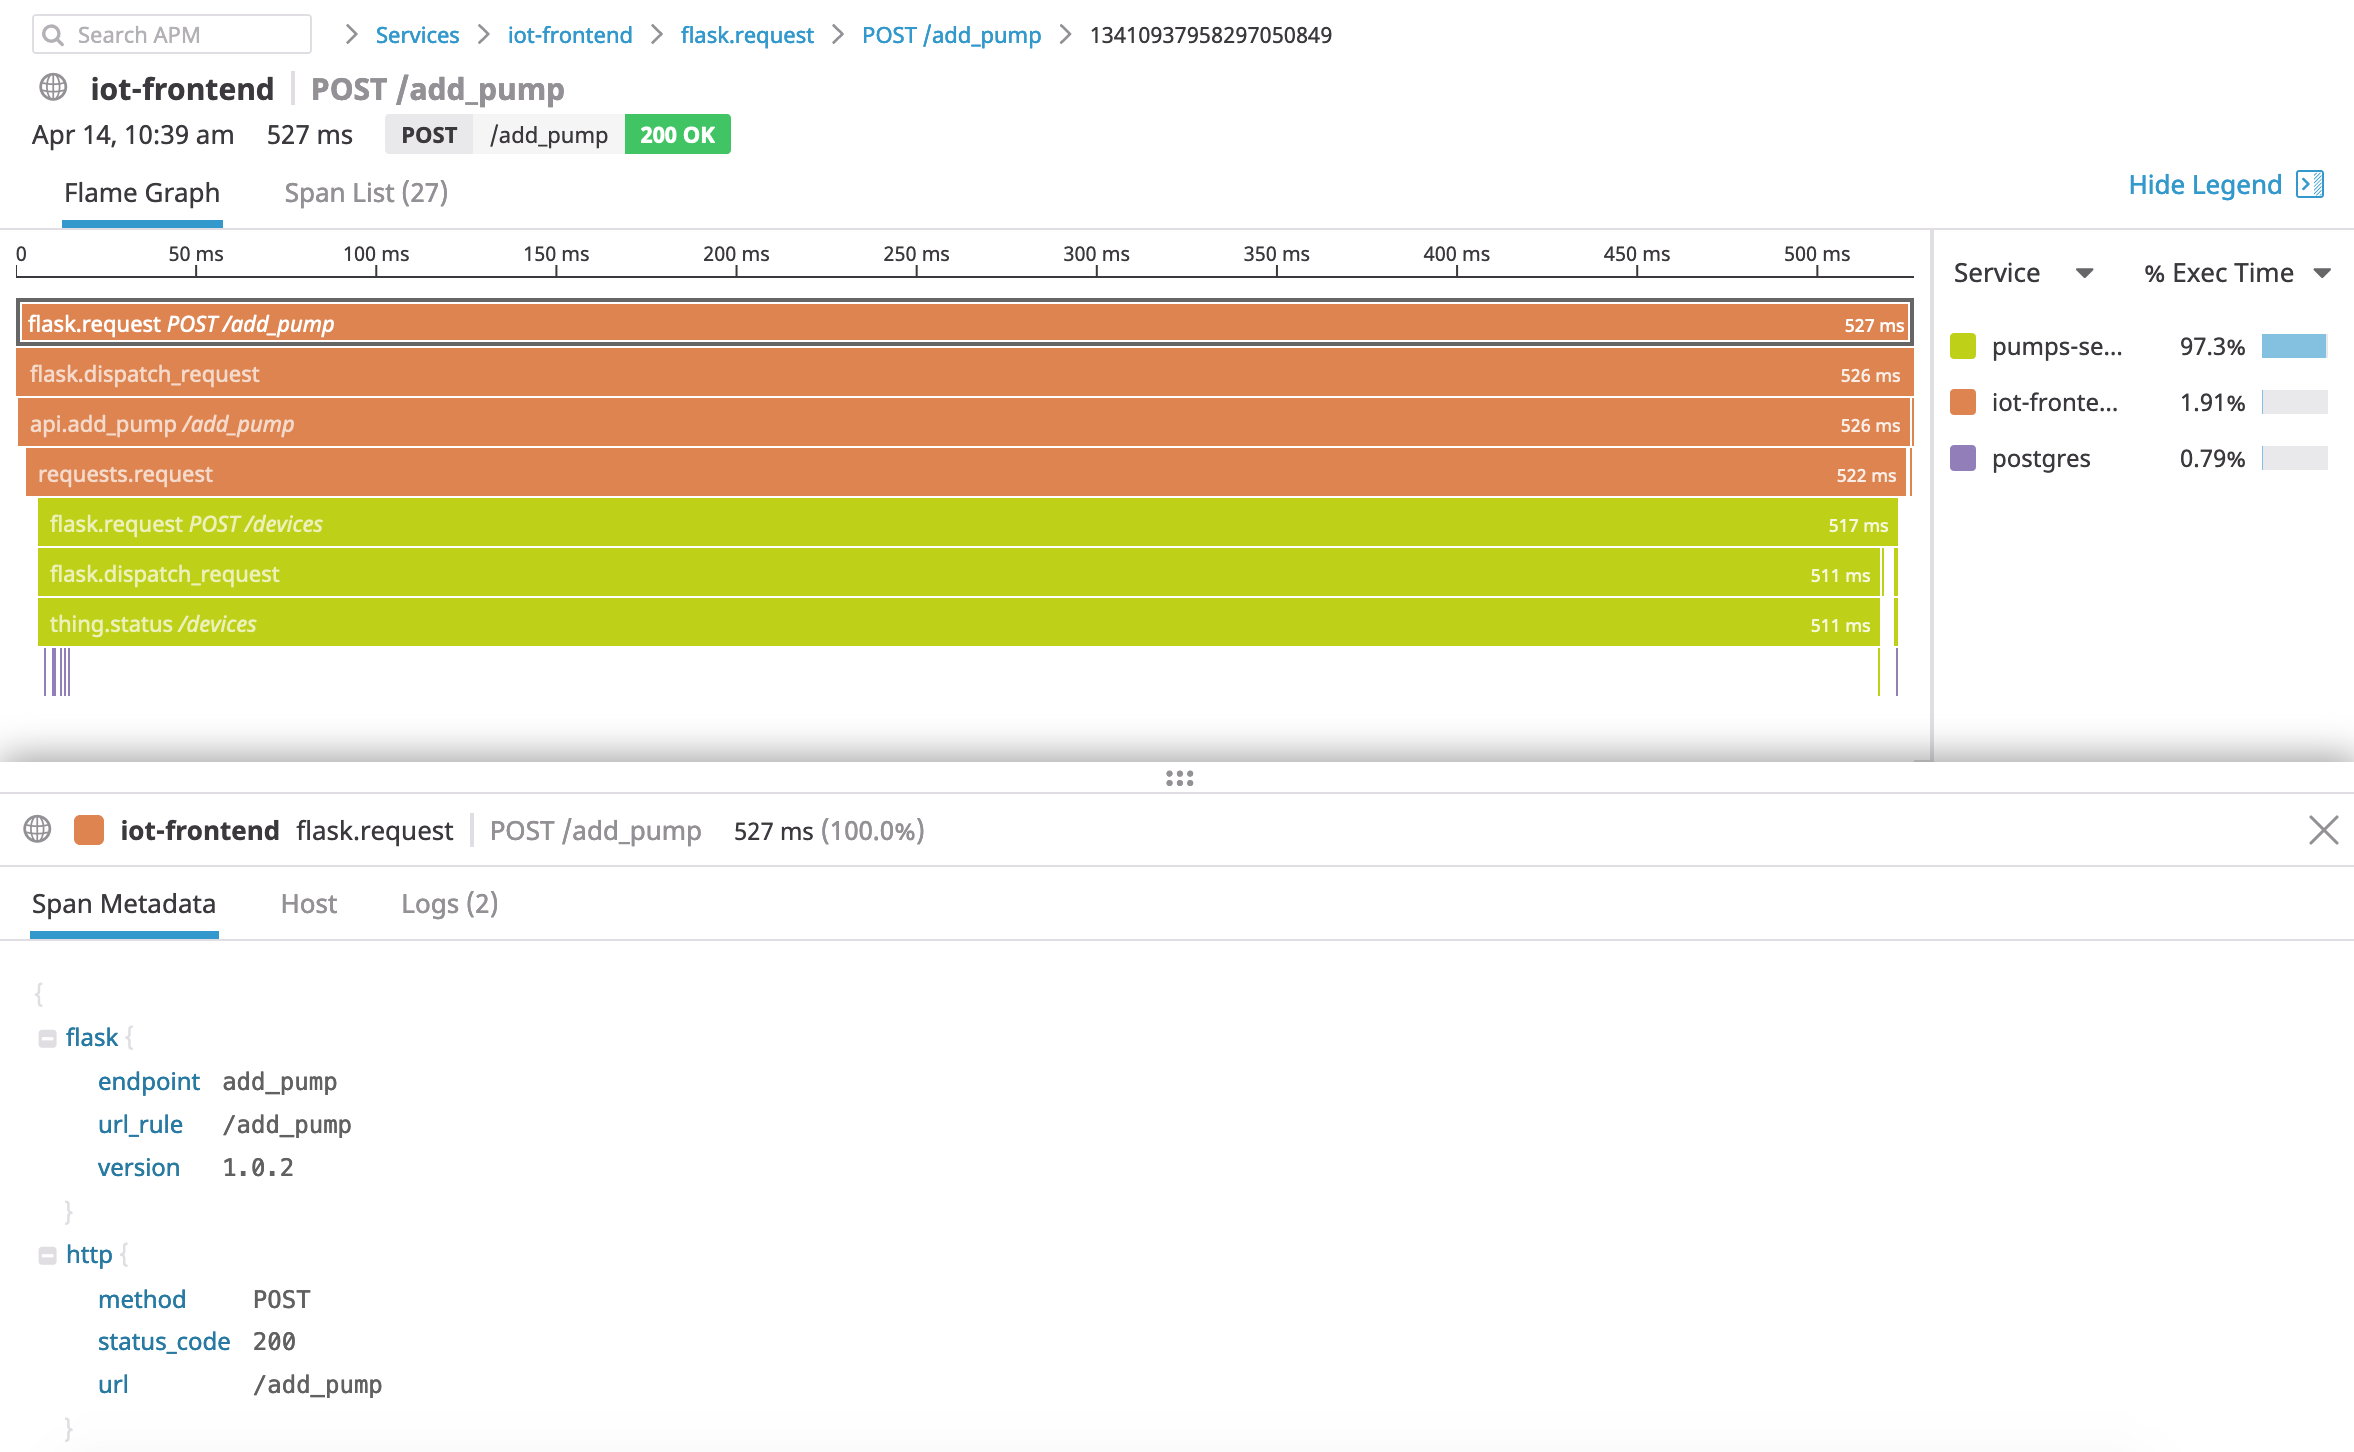 Search APM
Services iot-frontend flask.request POST /add_pump 13410937958297050849
iot-frontend POST /add_pump
Apr 14, 10:39 am 527 ms POST /add_pump 200 OK
Flame Graph Span List (27) Hide Legend
0 50 ms 100 ms 150 ms 200 ms 250 ms 300 ms 350 ms 400 ms 450 ms 500 ms
flask.request POST /add_pump 527 ms
flask.dispatch_request 526 ms
api.add_pump /add_pump 526 ms
requests.request 522 ms
flask.request POST /devices 517 ms
flask.dispatch_request 511 ms
thing.status /devices 511 ms
Service % Exec Time
pumps-se... 97.3%
iot-fronte... 1.91%
postgres 0.79%
iot-frontend flask.request POST /add_pump 527 ms (100.0%)
Span Metadata Host Logs (2)
{
flask {
endpoint add_pump
url_rule /add_pump
version 1.0.2
}
http {
method POST
status_code 200
url /add_pump
}